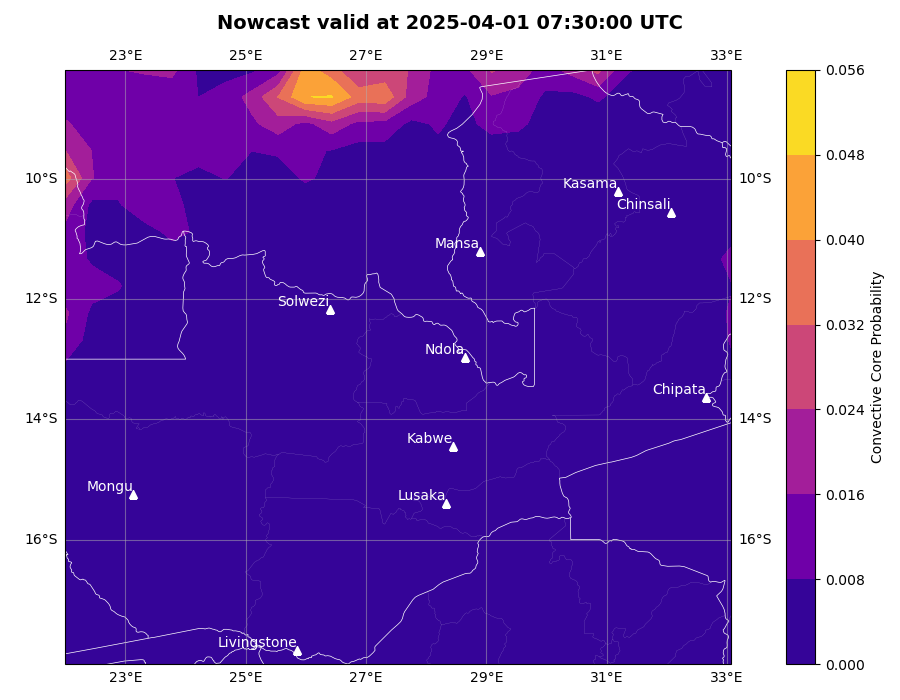 Nowcast valid at 2025-04-01 07:30:00 UTC
23°E 25°E 27°E 29°E 31°E 33°E
0.056
0.048
10°S 10°S
Kasama
Chinsali
0.040
Mansa
12°S 12°S
Solwezi
0.032
Ndola
Chipata
0.024
14°S 14°S
Kabwe
Mongu
Lusaka
0.016
16°S 16°S
0.008
Livingstone
0.000
23°E 25°E 27°E 29°E 31°E 33°E
Convective Core Probability